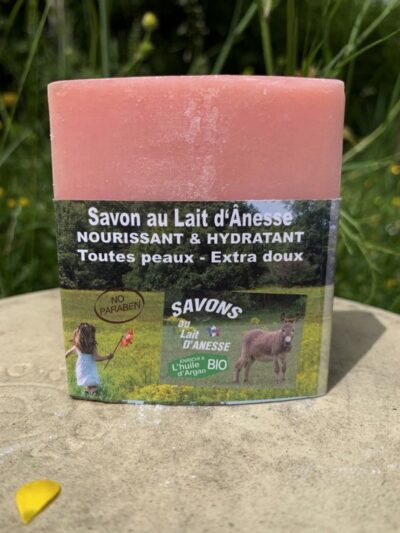 Savon au Lait d'Ânesse
NOURISSANT & HYDRATANT
Toutes peaux - Extra doux
NO
PARABEN
SAVONS
au
Lait
D'ANESSE
ENRICHI à
L'huile
d'Argan
BIO